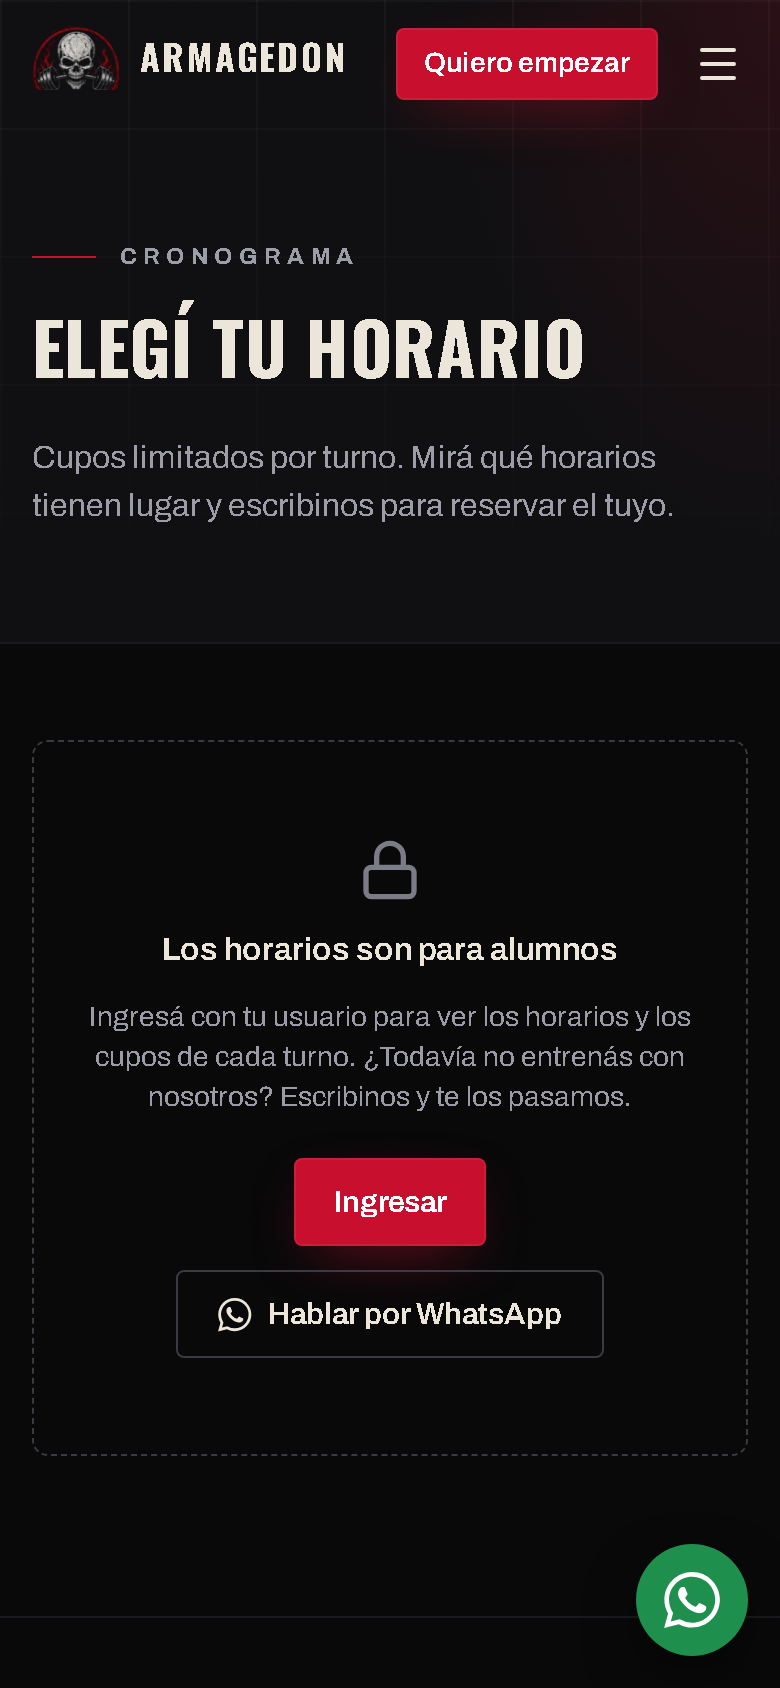 ARMAGEDON
Quiero empezar
CRONOGRAMA
ELEGÍ TU HORARIO
Cupos limitados por turno. Mirá qué horarios
tienen lugar y escribinos para reservar el tuyo.
Los horarios son para alumnos
Ingresá con tu usuario para ver los horarios y los
cupos de cada turno. ¿Todavía no entrenás con
nosotros? Escribinos y te los pasamos.
Ingresar
Hablar por WhatsApp